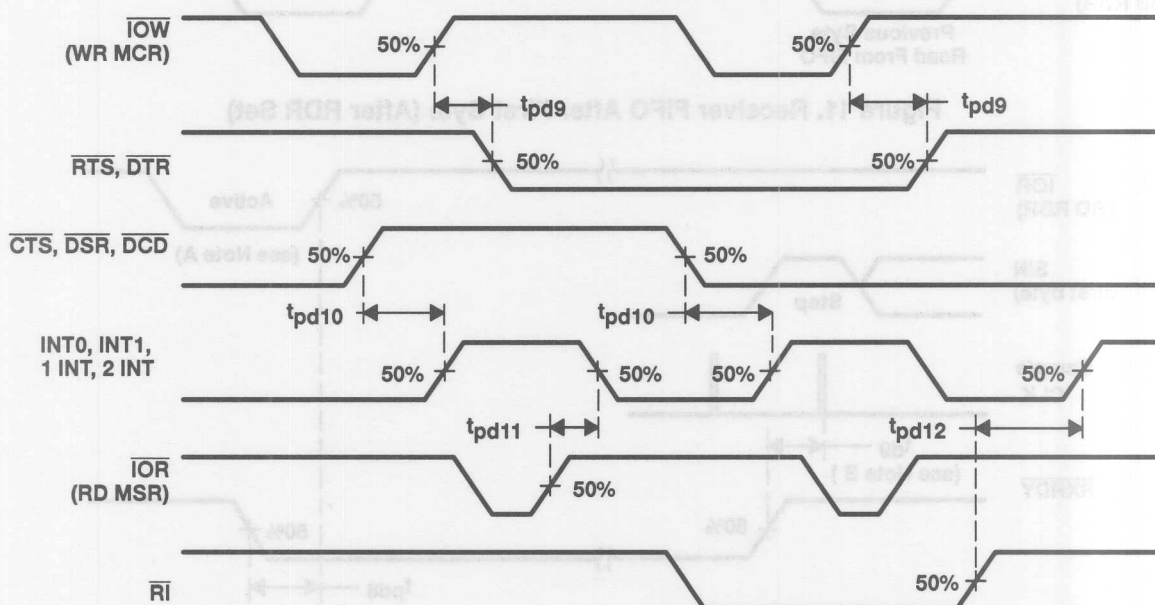 IOW
(WR MCR)
50%
50%
tpd9
tpd9
RTS, DTR
50%
50%
CTS, DSR, DCD
50%
50%
tpd10
tpd10
INT0, INT1,
1 INT, 2 INT
50%
50%
50%
50%
tpd11
tpd12
IOR
(RD MSR)
50%
RI
50%